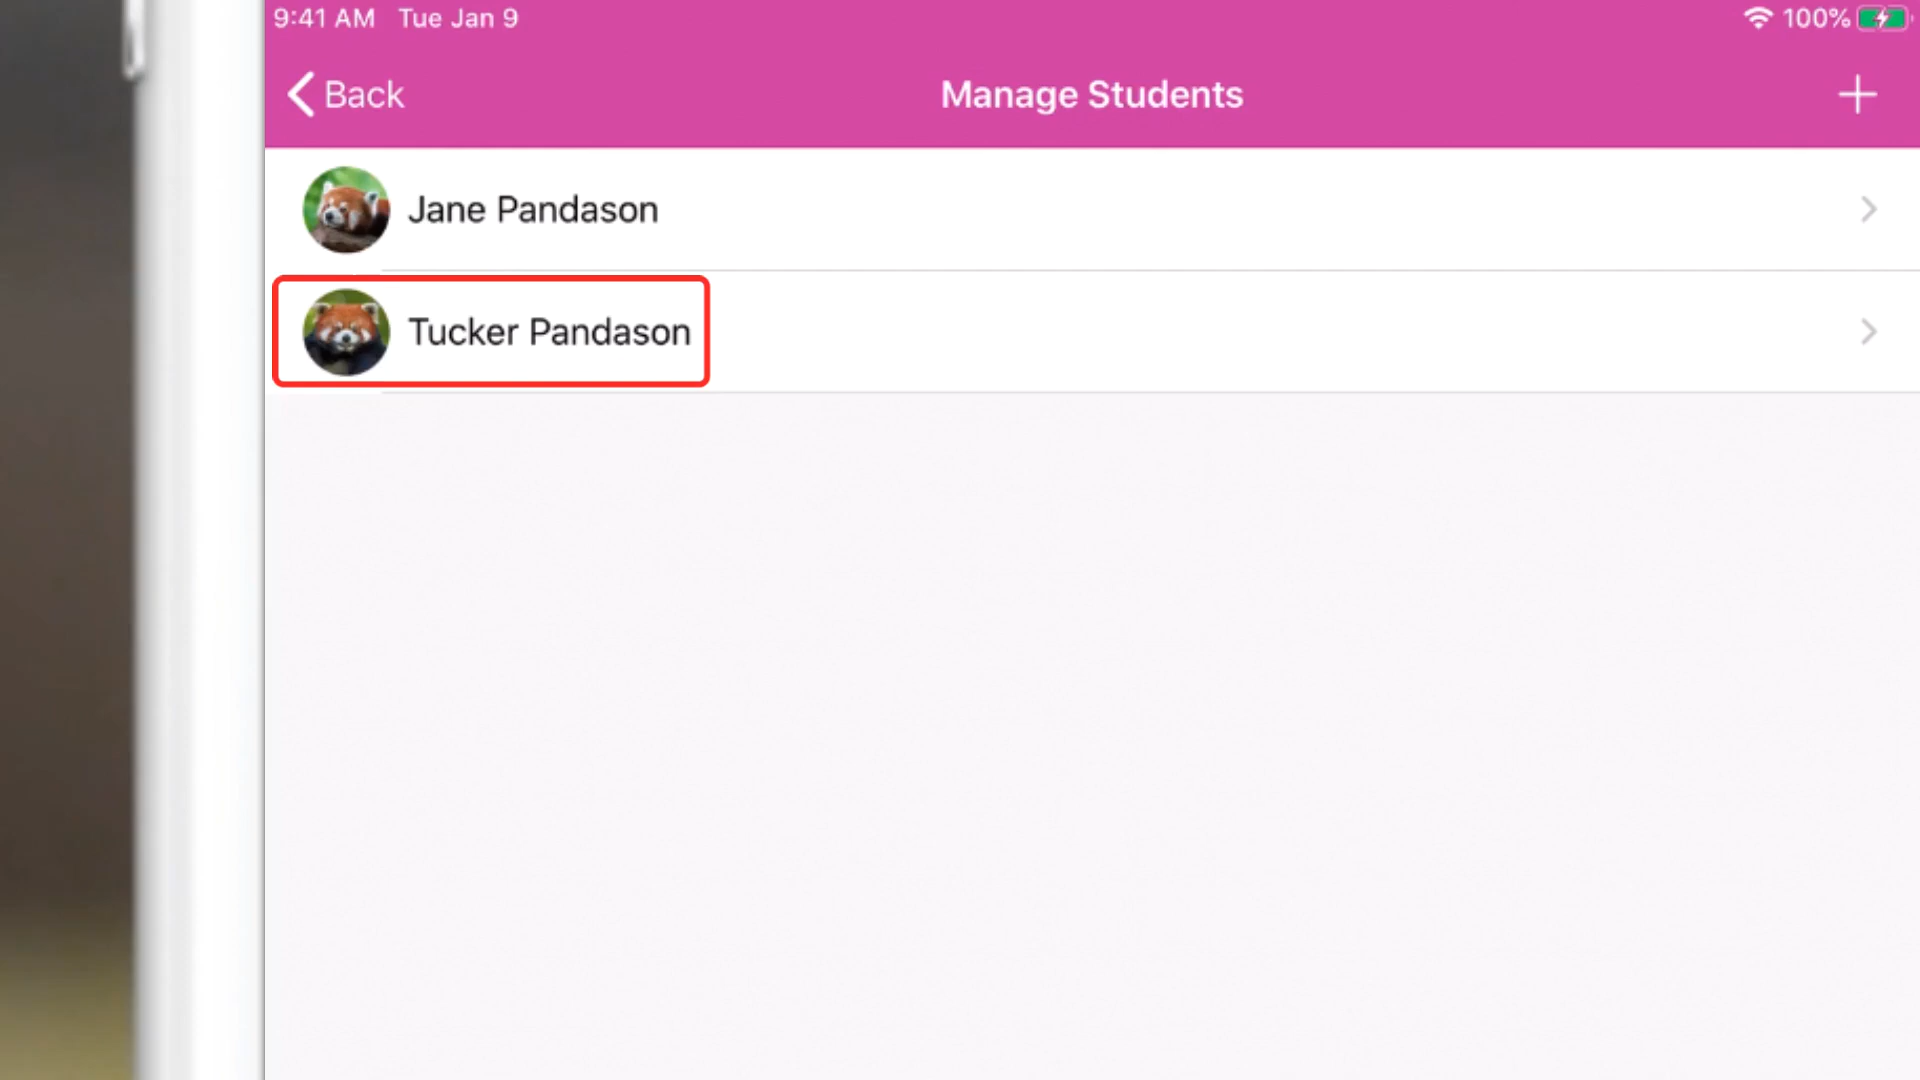 9:41 AM Tue Jan 9
100%
Back
Manage Students
Jane Pandason
Tucker Pandason